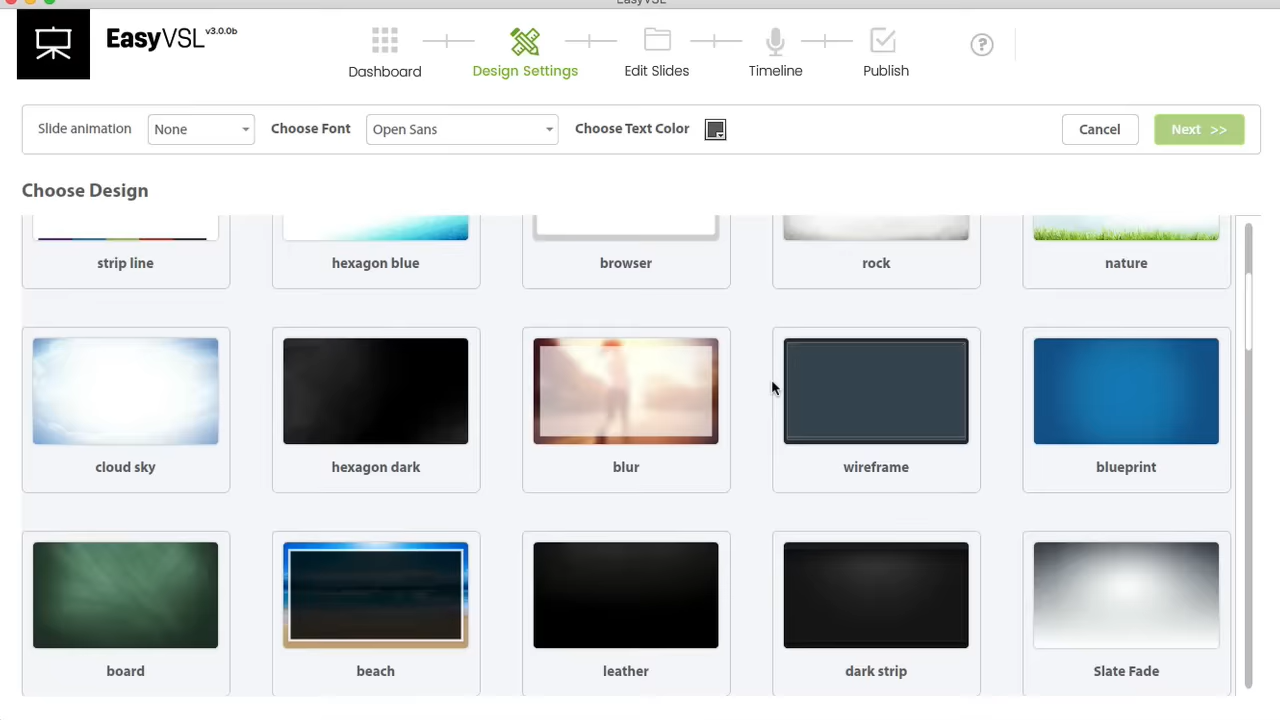 EasyVSL
EasyVSL v3.0.0b
Dashboard
Design Settings
Edit Slides
Timeline
Publish
?
Slide animation
None
Choose Font
Open Sans
Choose Text Color
Cancel
Next >>
Choose Design
strip line
hexagon blue
browser
rock
nature
cloud sky
hexagon dark
blur
wireframe
blueprint
board
beach
leather
dark strip
Slate Fade